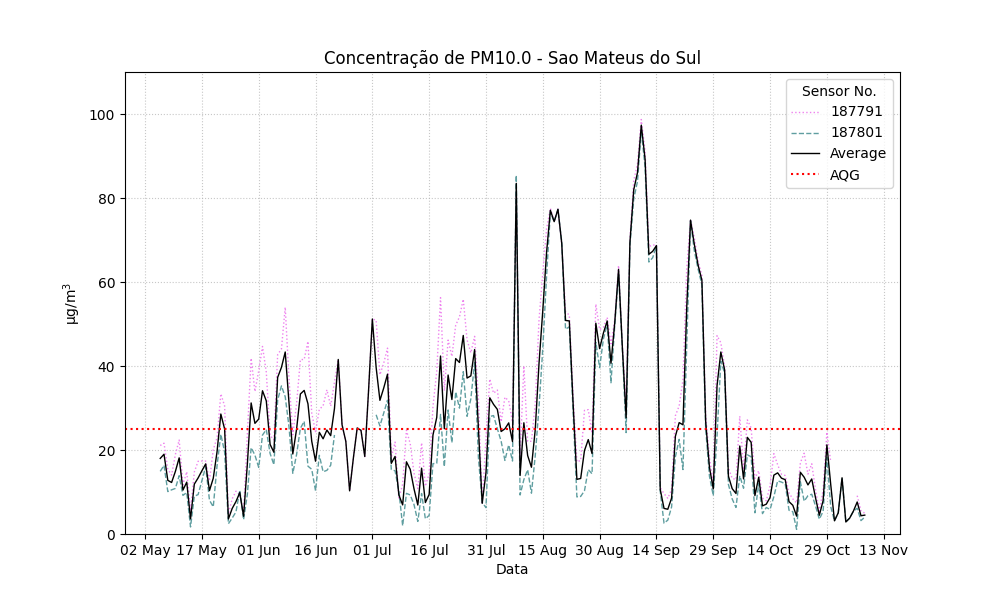 Concentração de PM10.0 - Sao Mateus do Sul
Sensor No.
187791
187801
Average
AQG
100
80
60
40
20
0
µg/m³
02 May 17 May 01 Jun 16 Jun 01 Jul 16 Jul 31 Jul 15 Aug 30 Aug 14 Sep 29 Sep 14 Oct 29 Oct 13 Nov
Data